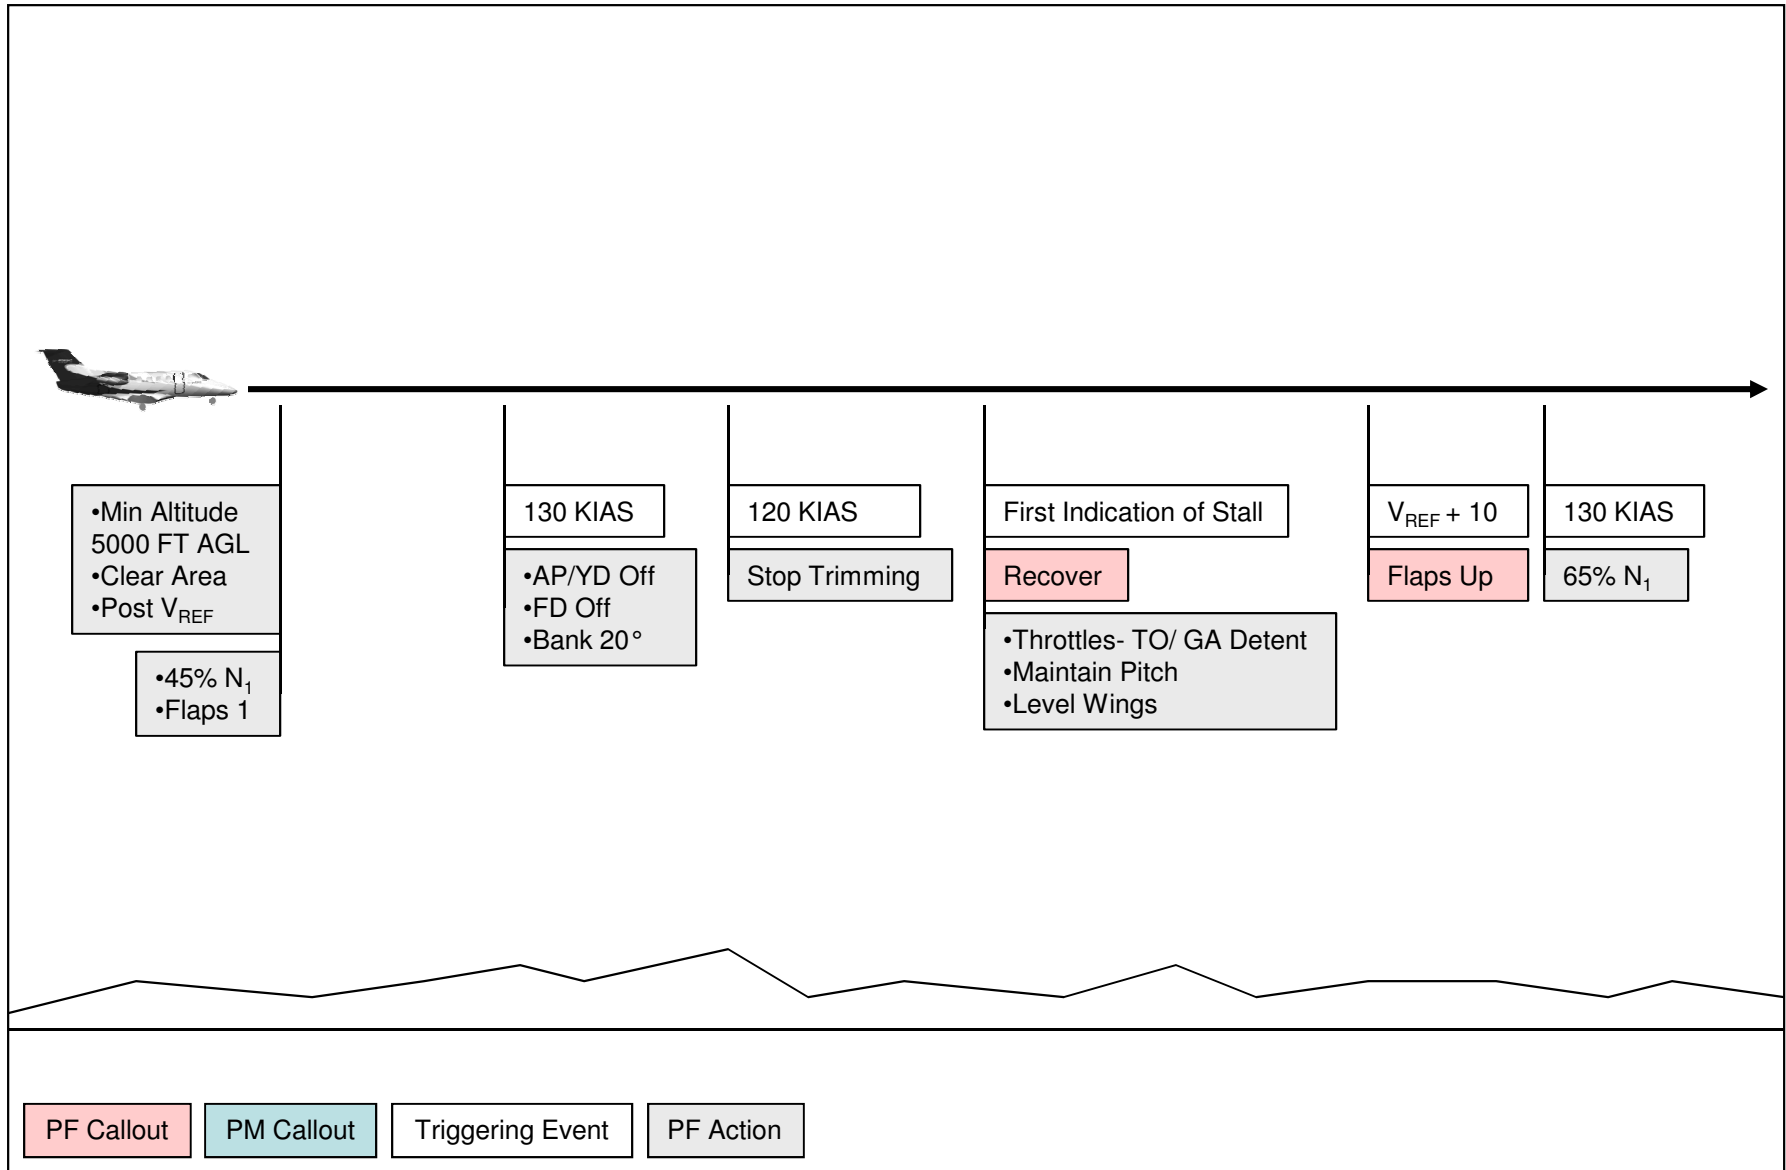 •Min Altitude
5000 FT AGL
•Clear Area
•Post VREF
•45% N1
•Flaps 1
130 KIAS
•AP/YD Off
•FD Off
•Bank 20°
120 KIAS
Stop Trimming
First Indication of Stall
Recover
•Throttles- TO/ GA Detent
•Maintain Pitch
•Level Wings
VREF + 10
Flaps Up
130 KIAS
65% N1
PF Callout
PM Callout
Triggering Event
PF Action